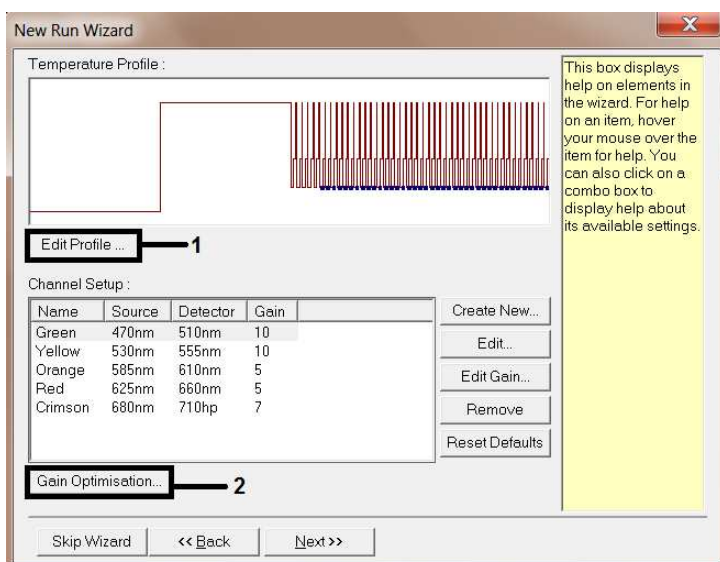 New Run Wizard
X
Temperature Profile :
This box displays
help on elements in
the wizard. For help
on an item, hover
your mouse over the
item for help. You
can also click on a
combo box to
display help about
its available settings.
Edit Profile ...
1
Channel Setup :
Name Source Detector Gain
Green 470nm 510nm 10
Yellow 530nm 555nm 10
Orange 585nm 610nm 5
Red 625nm 660nm 5
Crimson 680nm 710hp 7
Create New...
Edit...
Edit Gain...
Remove
Reset Defaults
Gain Optimisation...
2
Skip Wizard
<< Back
Next >>